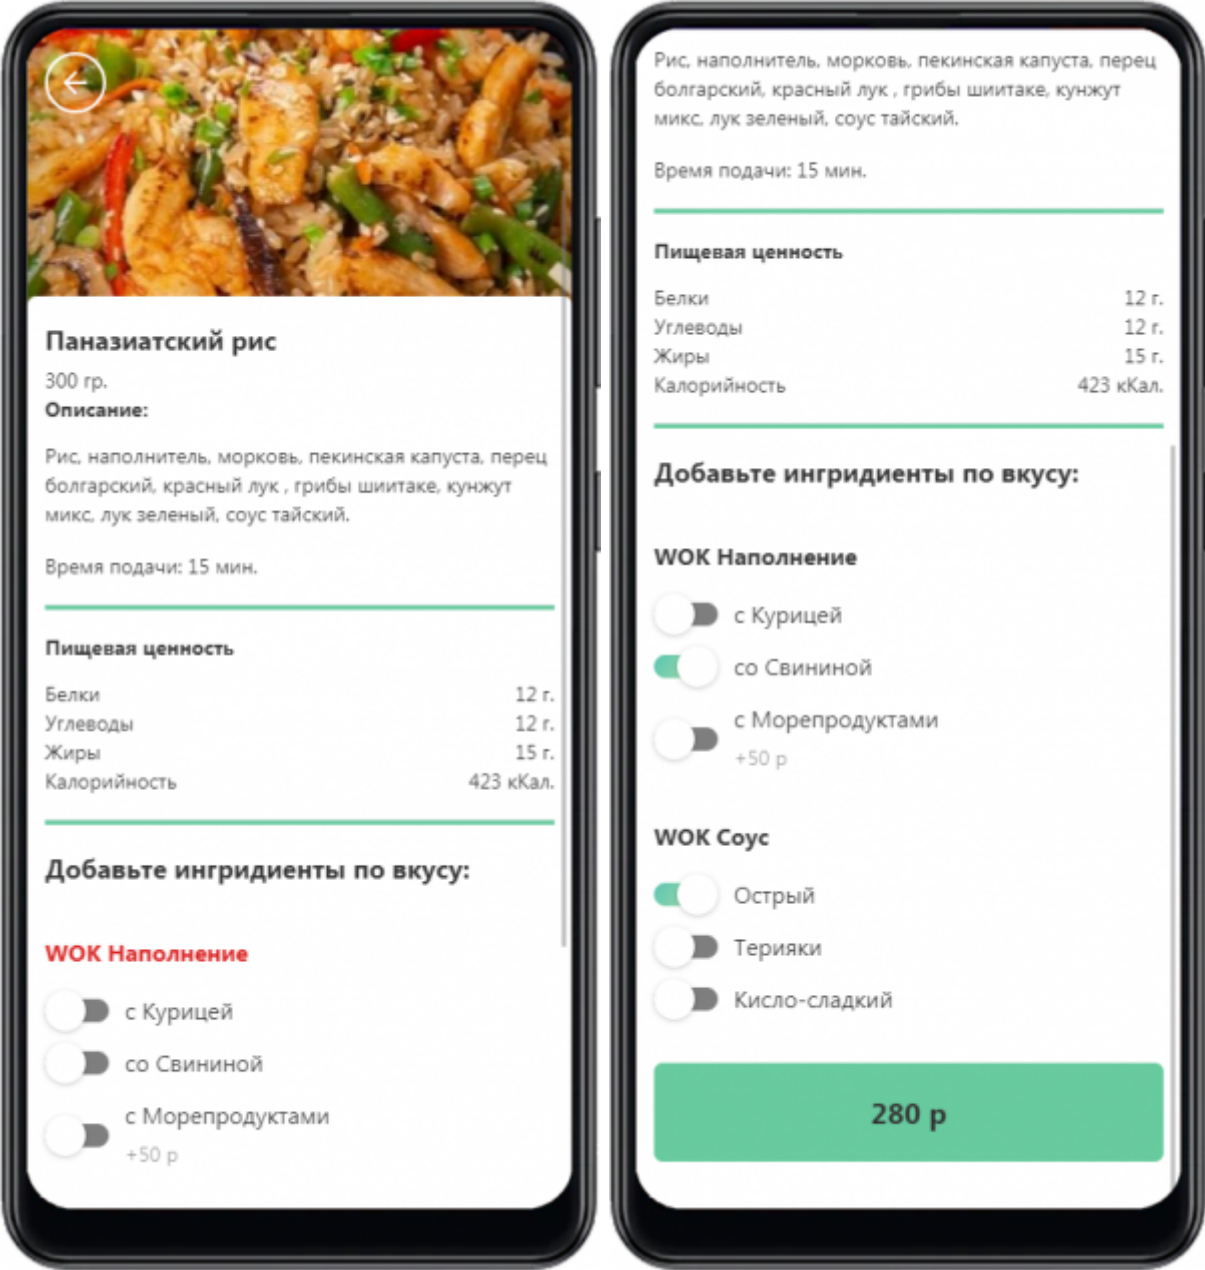 Паназиатский рис
300 гр.
Описание:
Рис, наполнитель, морковь, пекинская капуста, перец
болгарский, красный лук , грибы шиитаке, кунжут
микс, лук зеленый, соус тайский.
Время подачи: 15 мин.
Пищевая ценность
Белки 12 г.
Углеводы 12 г.
Жиры 15 г.
Калорийность 423 кКал.
Добавьте ингридиенты по вкусу:
WOK Наполнение
с Курицей
со Свининой
с Морепродуктами
+50 р
Рис, наполнитель, морковь, пекинская капуста, перец
болгарский, красный лук , грибы шиитаке, кунжут
микс, лук зеленый, соус тайский.
Время подачи: 15 мин.
Пищевая ценность
Белки 12 г.
Углеводы 12 г.
Жиры 15 г.
Калорийность 423 кКал.
Добавьте ингридиенты по вкусу:
WOK Наполнение
с Курицей
со Свининой
с Морепродуктами
+50 р
WOK Соус
Острый
Терияки
Кисло-сладкий
280 р